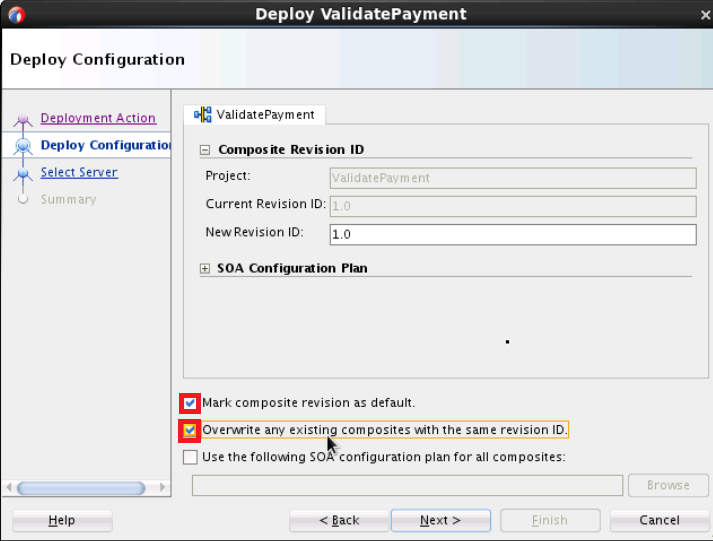 Deploy ValidatePayment
Deploy Configuration
Deployment Action
Deploy Configuratio
Select Server
Summary
ValidatePayment
Composite Revision ID
Project:
ValidatePayment
Current Revision ID:
1.0
New Revision ID:
1.0
SOA Configuration Plan
Mark composite revision as default.
Overwrite any existing composites with the same revision ID.
Use the following SOA configuration plan for all composites:
Browse
Help
< Back
Next >
Finish
Cancel